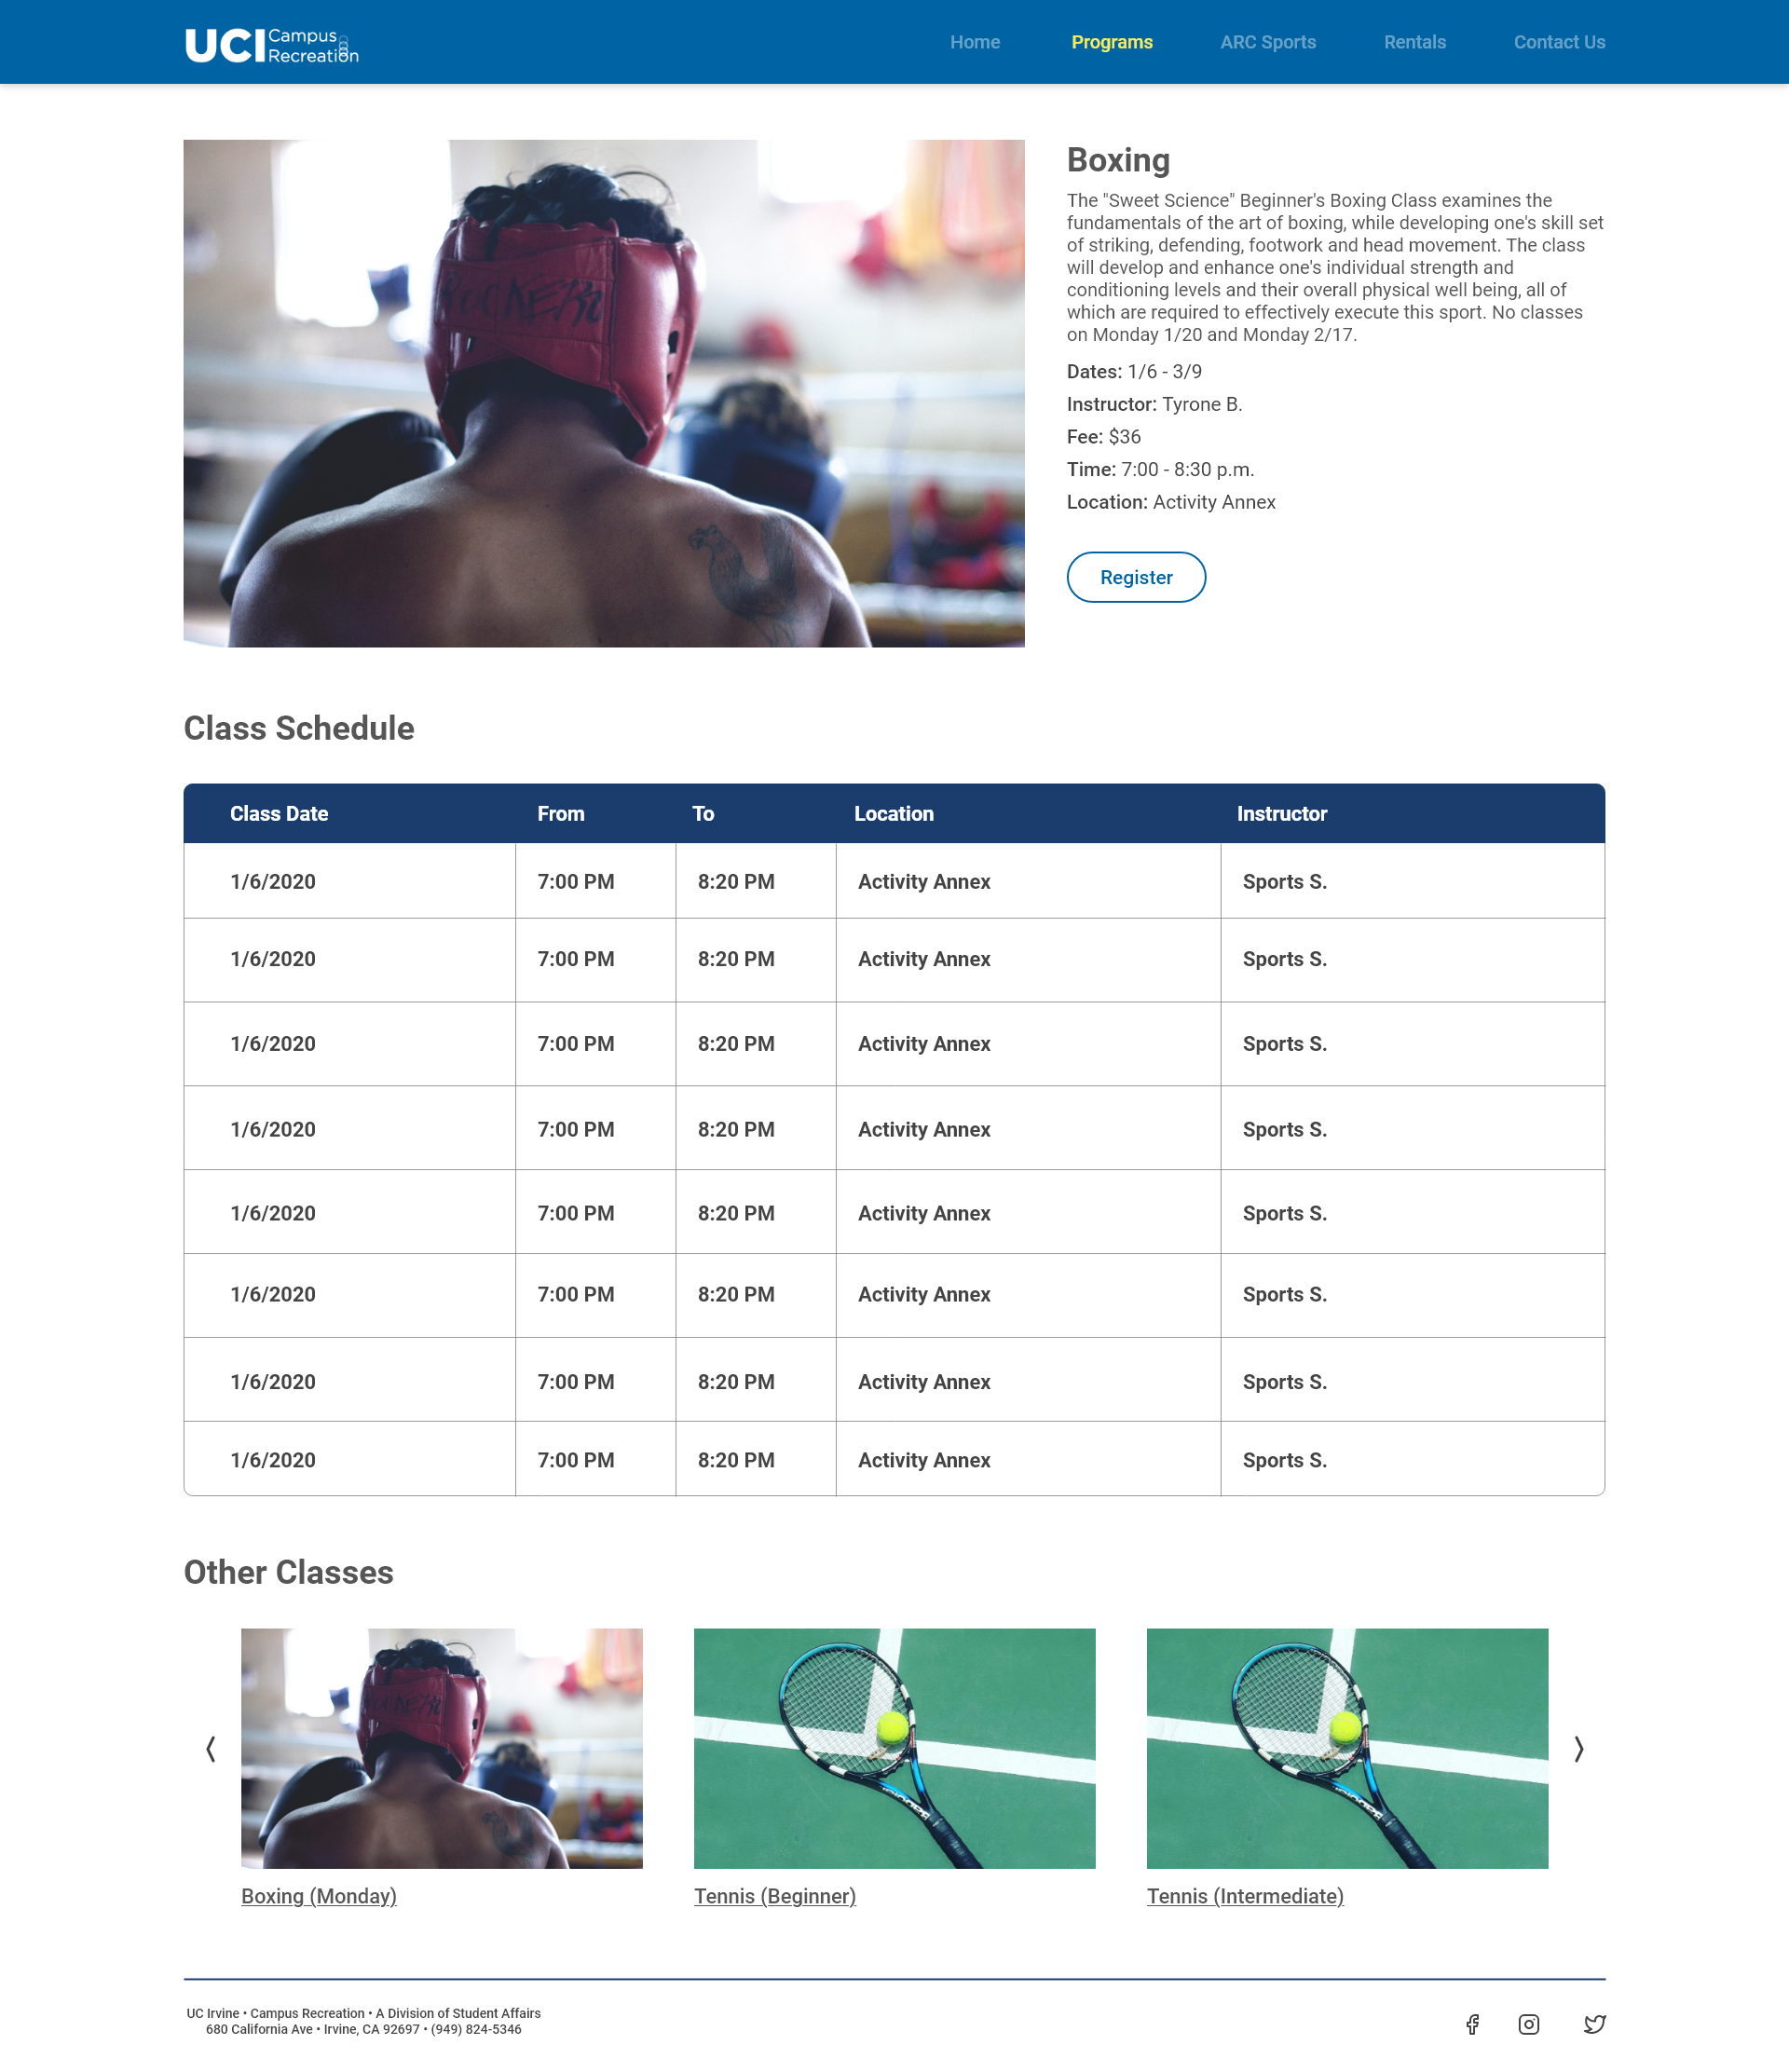 UCI Campus
Recreation
Home Programs ARC Sports Rentals Contact Us
Boxing
The "Sweet Science" Beginner's Boxing Class examines the
fundamentals of the art of boxing, while developing one's skill set
of striking, defending, footwork and head movement. The class
will develop and enhance one's individual strength and
conditioning levels and their overall physical well being, all of
which are required to effectively execute this sport. No classes
on Monday 1/20 and Monday 2/17.
Dates: 1/6 - 3/9
Instructor: Tyrone B.
Fee: $36
Time: 7:00 - 8:30 p.m.
Location: Activity Annex
Register
Class Schedule
Class Date From To Location Instructor
1/6/2020 7:00 PM 8:20 PM Activity Annex Sports S.
1/6/2020 7:00 PM 8:20 PM Activity Annex Sports S.
1/6/2020 7:00 PM 8:20 PM Activity Annex Sports S.
1/6/2020 7:00 PM 8:20 PM Activity Annex Sports S.
1/6/2020 7:00 PM 8:20 PM Activity Annex Sports S.
1/6/2020 7:00 PM 8:20 PM Activity Annex Sports S.
1/6/2020 7:00 PM 8:20 PM Activity Annex Sports S.
1/6/2020 7:00 PM 8:20 PM Activity Annex Sports S.
Other Classes
Boxing (Monday) Tennis (Beginner) Tennis (Intermediate)
UC Irvine • Campus Recreation • A Division of Student Affairs
680 California Ave • Irvine, CA 92697 • (949) 824-5346